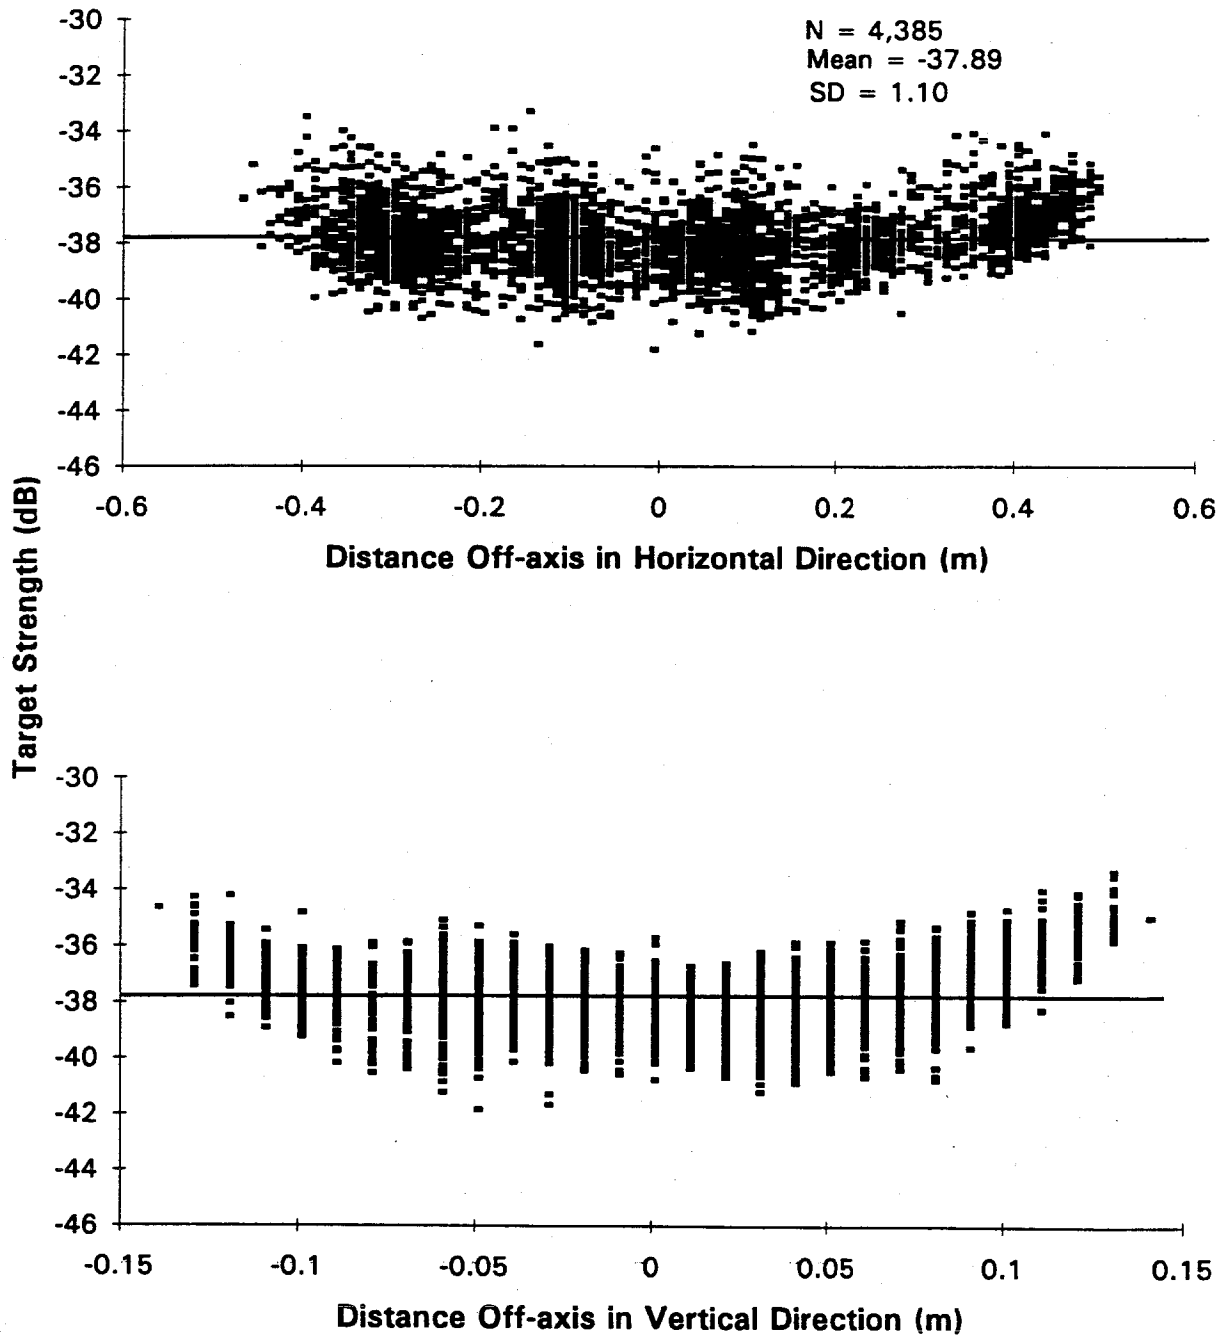 -30
-32
-34
-36
-38
-40
-42
-44
-46
N = 4,385
Mean = -37.89
SD = 1.10
-0.6 -0.4 -0.2 0 0.2 0.4 0.6
Distance Off-axis in Horizontal Direction (m)
Target Strength (dB)
-30
-32
-34
-36
-38
-40
-42
-44
-46
-0.15 -0.1 -0.05 0 0.05 0.1 0.15
Distance Off-axis in Vertical Direction (m)